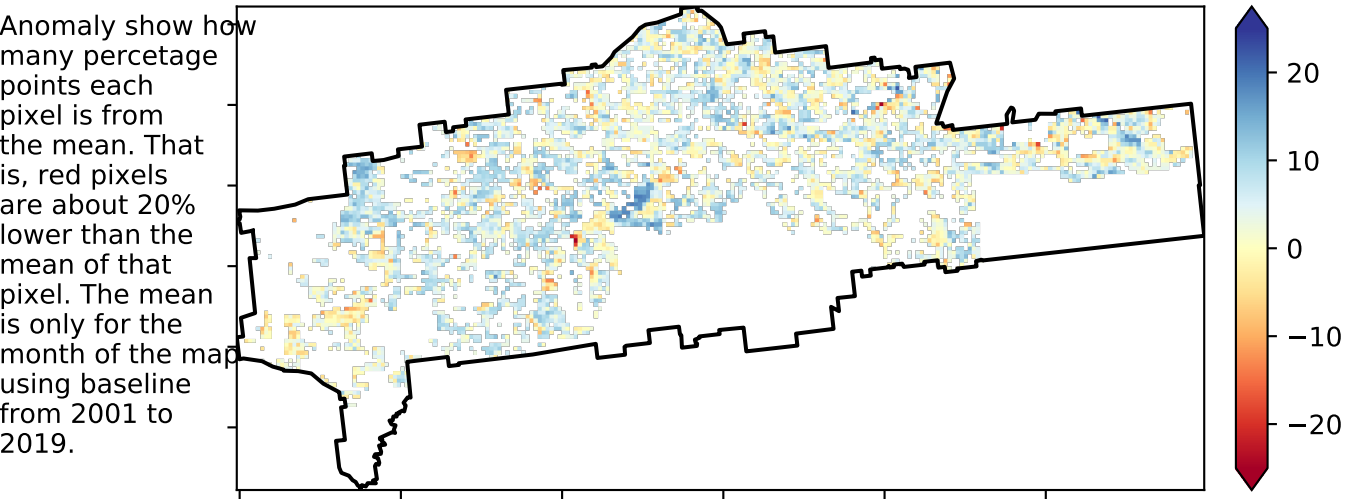 Anomaly show how
many percetage
points each
pixel is from
the mean. That
is, red pixels
are about 20%
lower than the
mean of that
pixel. The mean
is only for the
month of the map
using baseline
from 2001 to
2019.
20
10
0
−10
−20